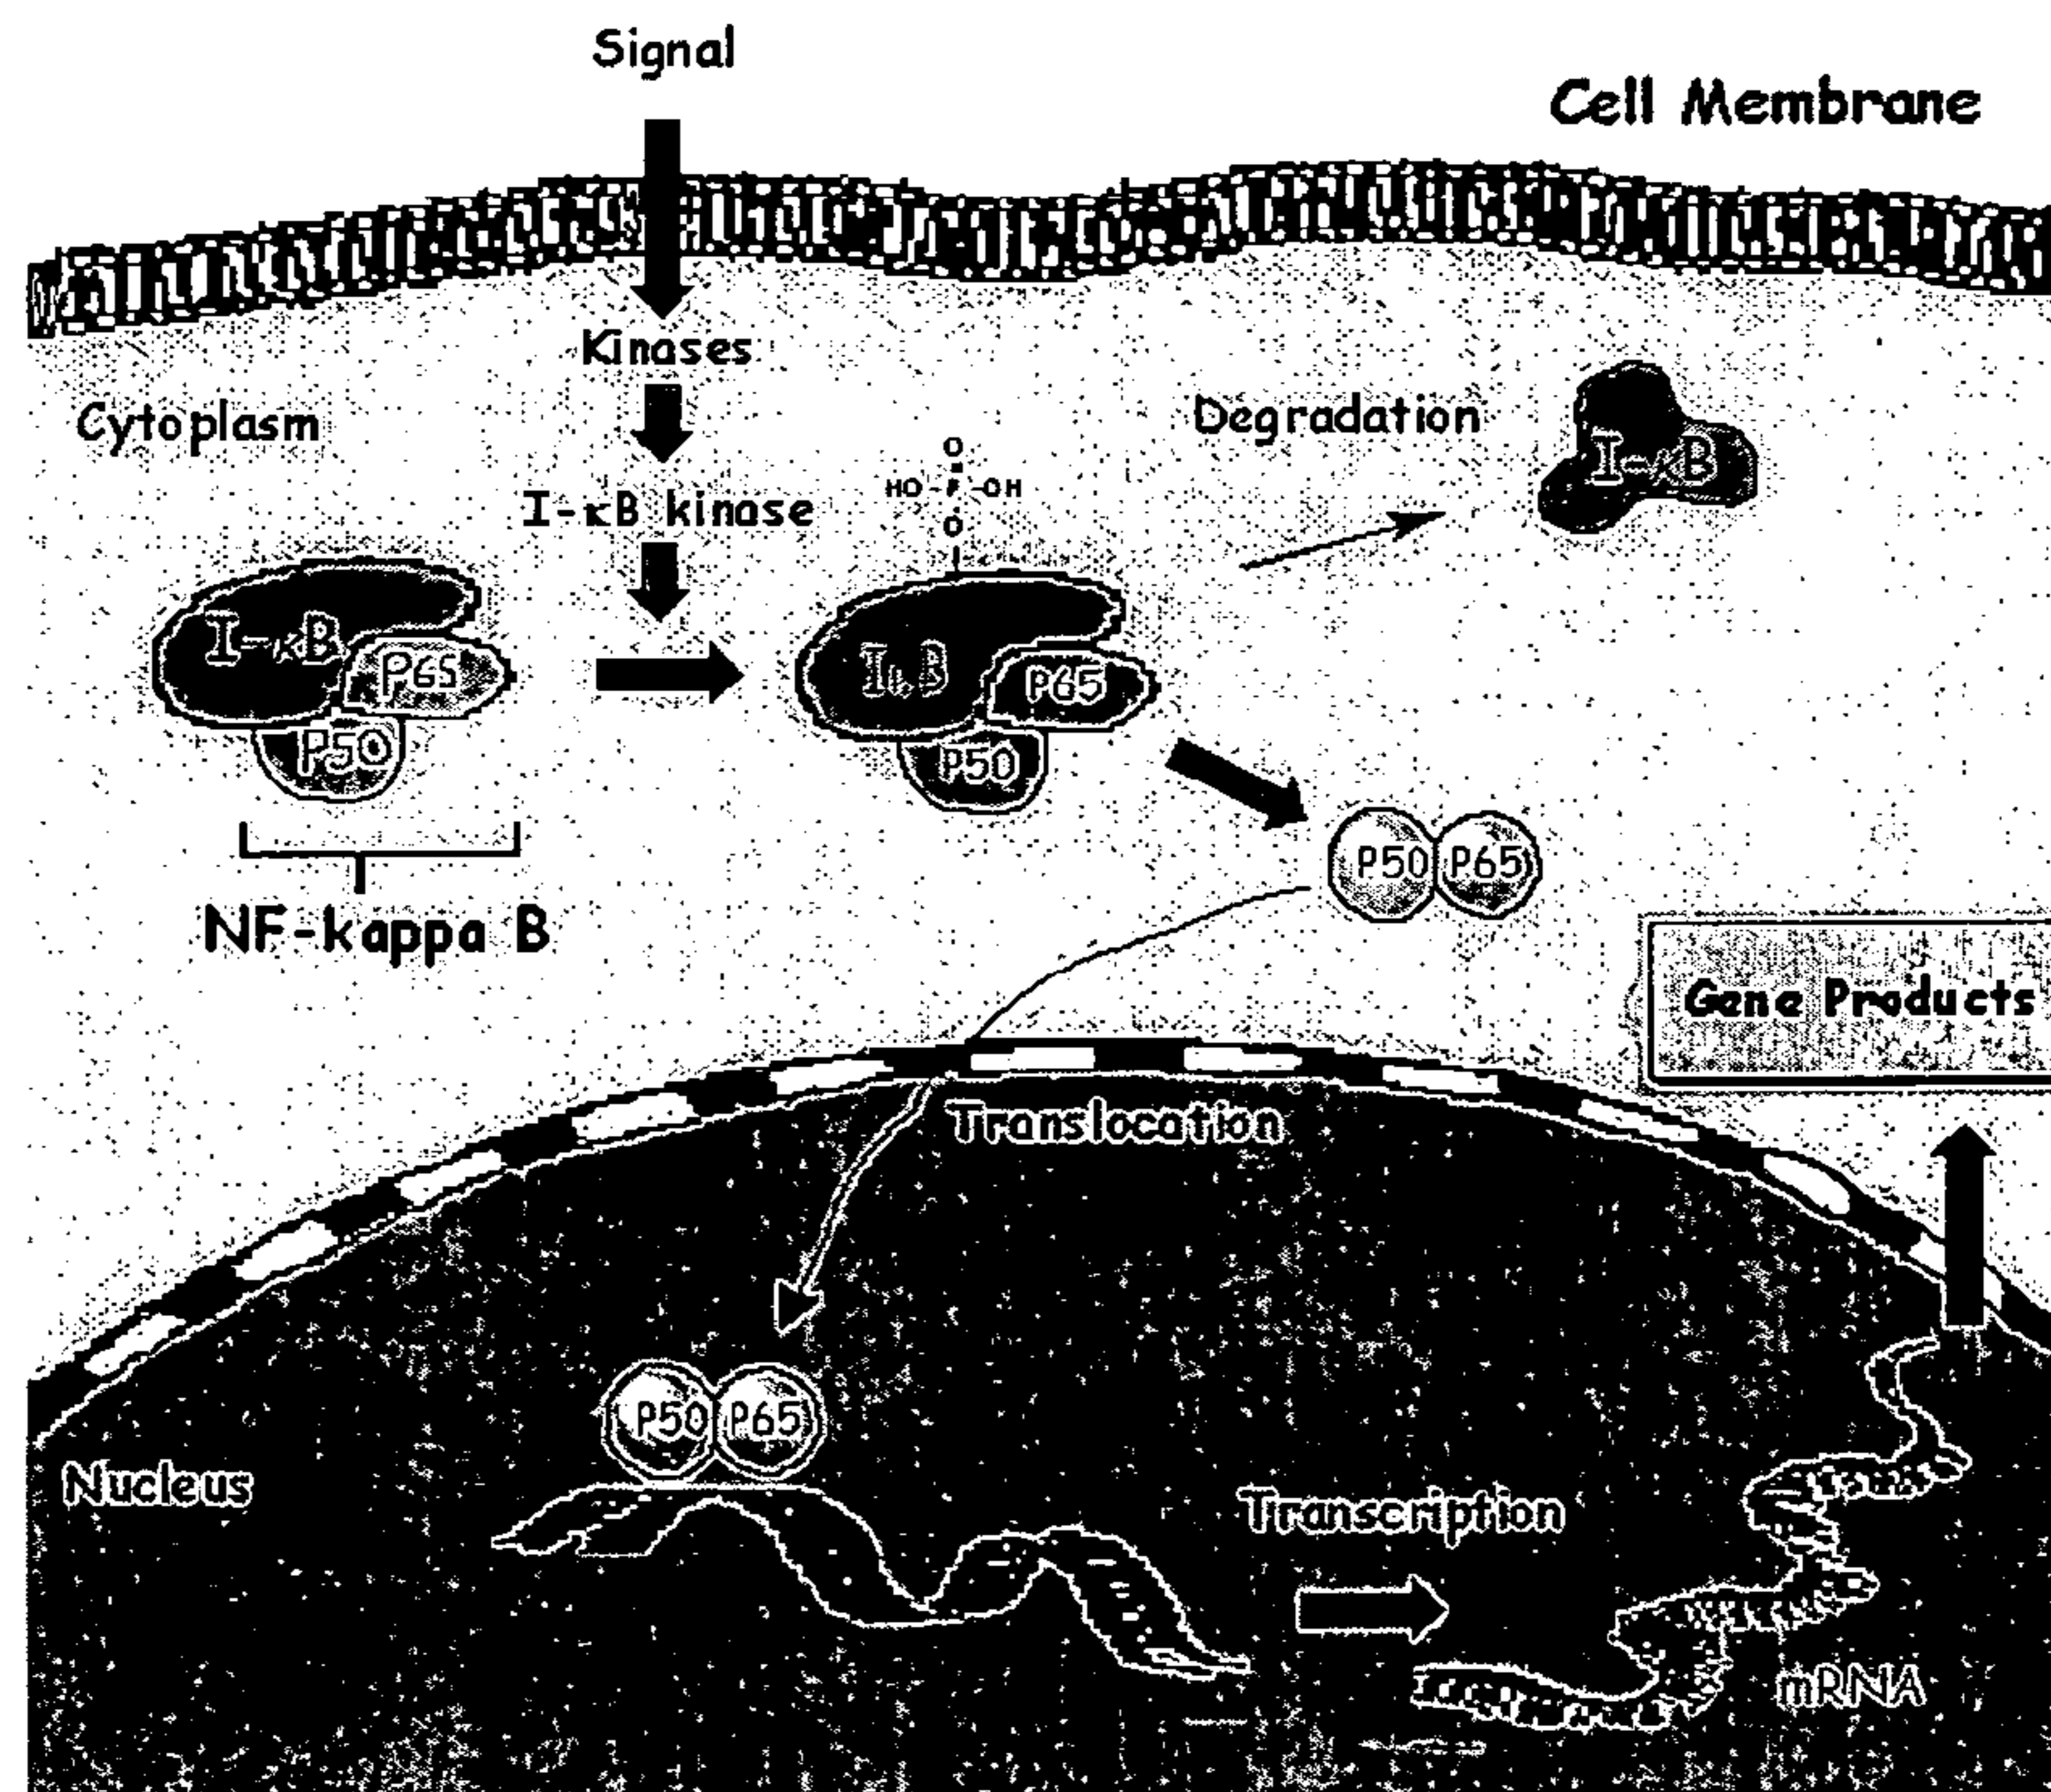 Signal
Cell Membrane
Kinases
Cytoplasm
Degradation
I-κB
O
HO-P-OH
O
I-κB kinase
I-κB
P65
P50
IκB
P65
P50
P50 P65
NF-kappa B
Gene Products
Translocation
P50 P65
Nucleus
Transcription
mRNA